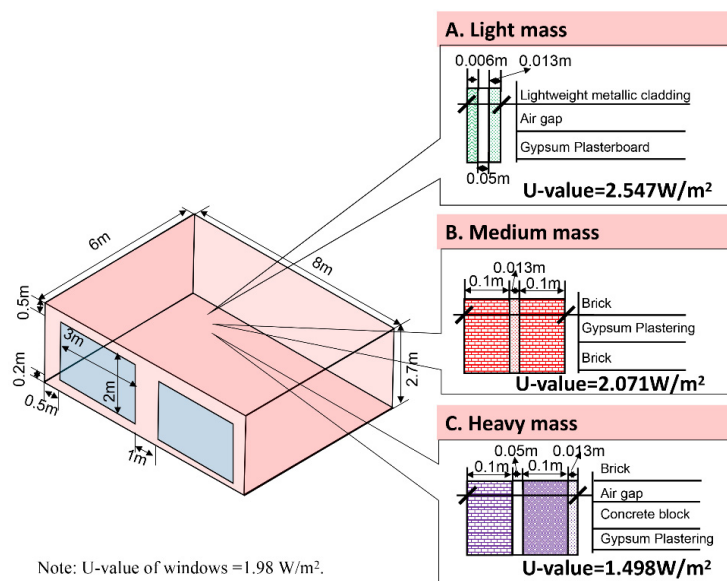 A. Light mass
0.006m
0.013m
Lightweight metallic cladding
Air gap
Gypsum Plasterboard
0.05m
U-value=2.547W/m²
6m
8m
0.5m
3m
2m
0.2m
0.5m
1m
2.7m
B. Medium mass
0.013m
0.1m 0.1m
Brick
Gypsum Plastering
Brick
U-value=2.071W/m²
C. Heavy mass
0.05m 0.013m
0.1m 0.1m
Brick
Air gap
Concrete block
Gypsum Plastering
U-value=1.498W/m²
Note: U-value of windows =1.98 W/m².